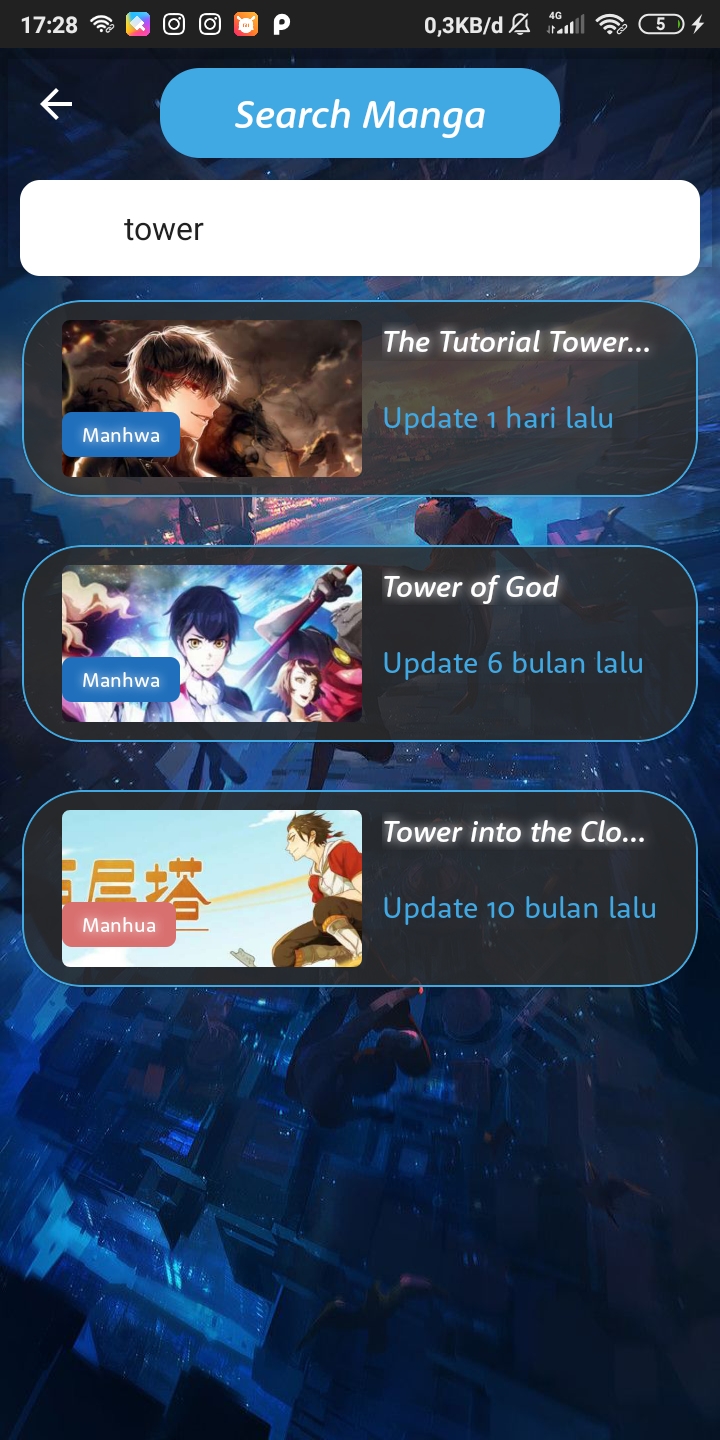 17:28
0,3KB/d
4G
5
Search Manga
tower
The Tutorial Tower...
Update 1 hari lalu
Manhwa
Tower of God
Update 6 bulan lalu
Manhwa
Tower into the Clo...
Update 10 bulan lalu
Manhua